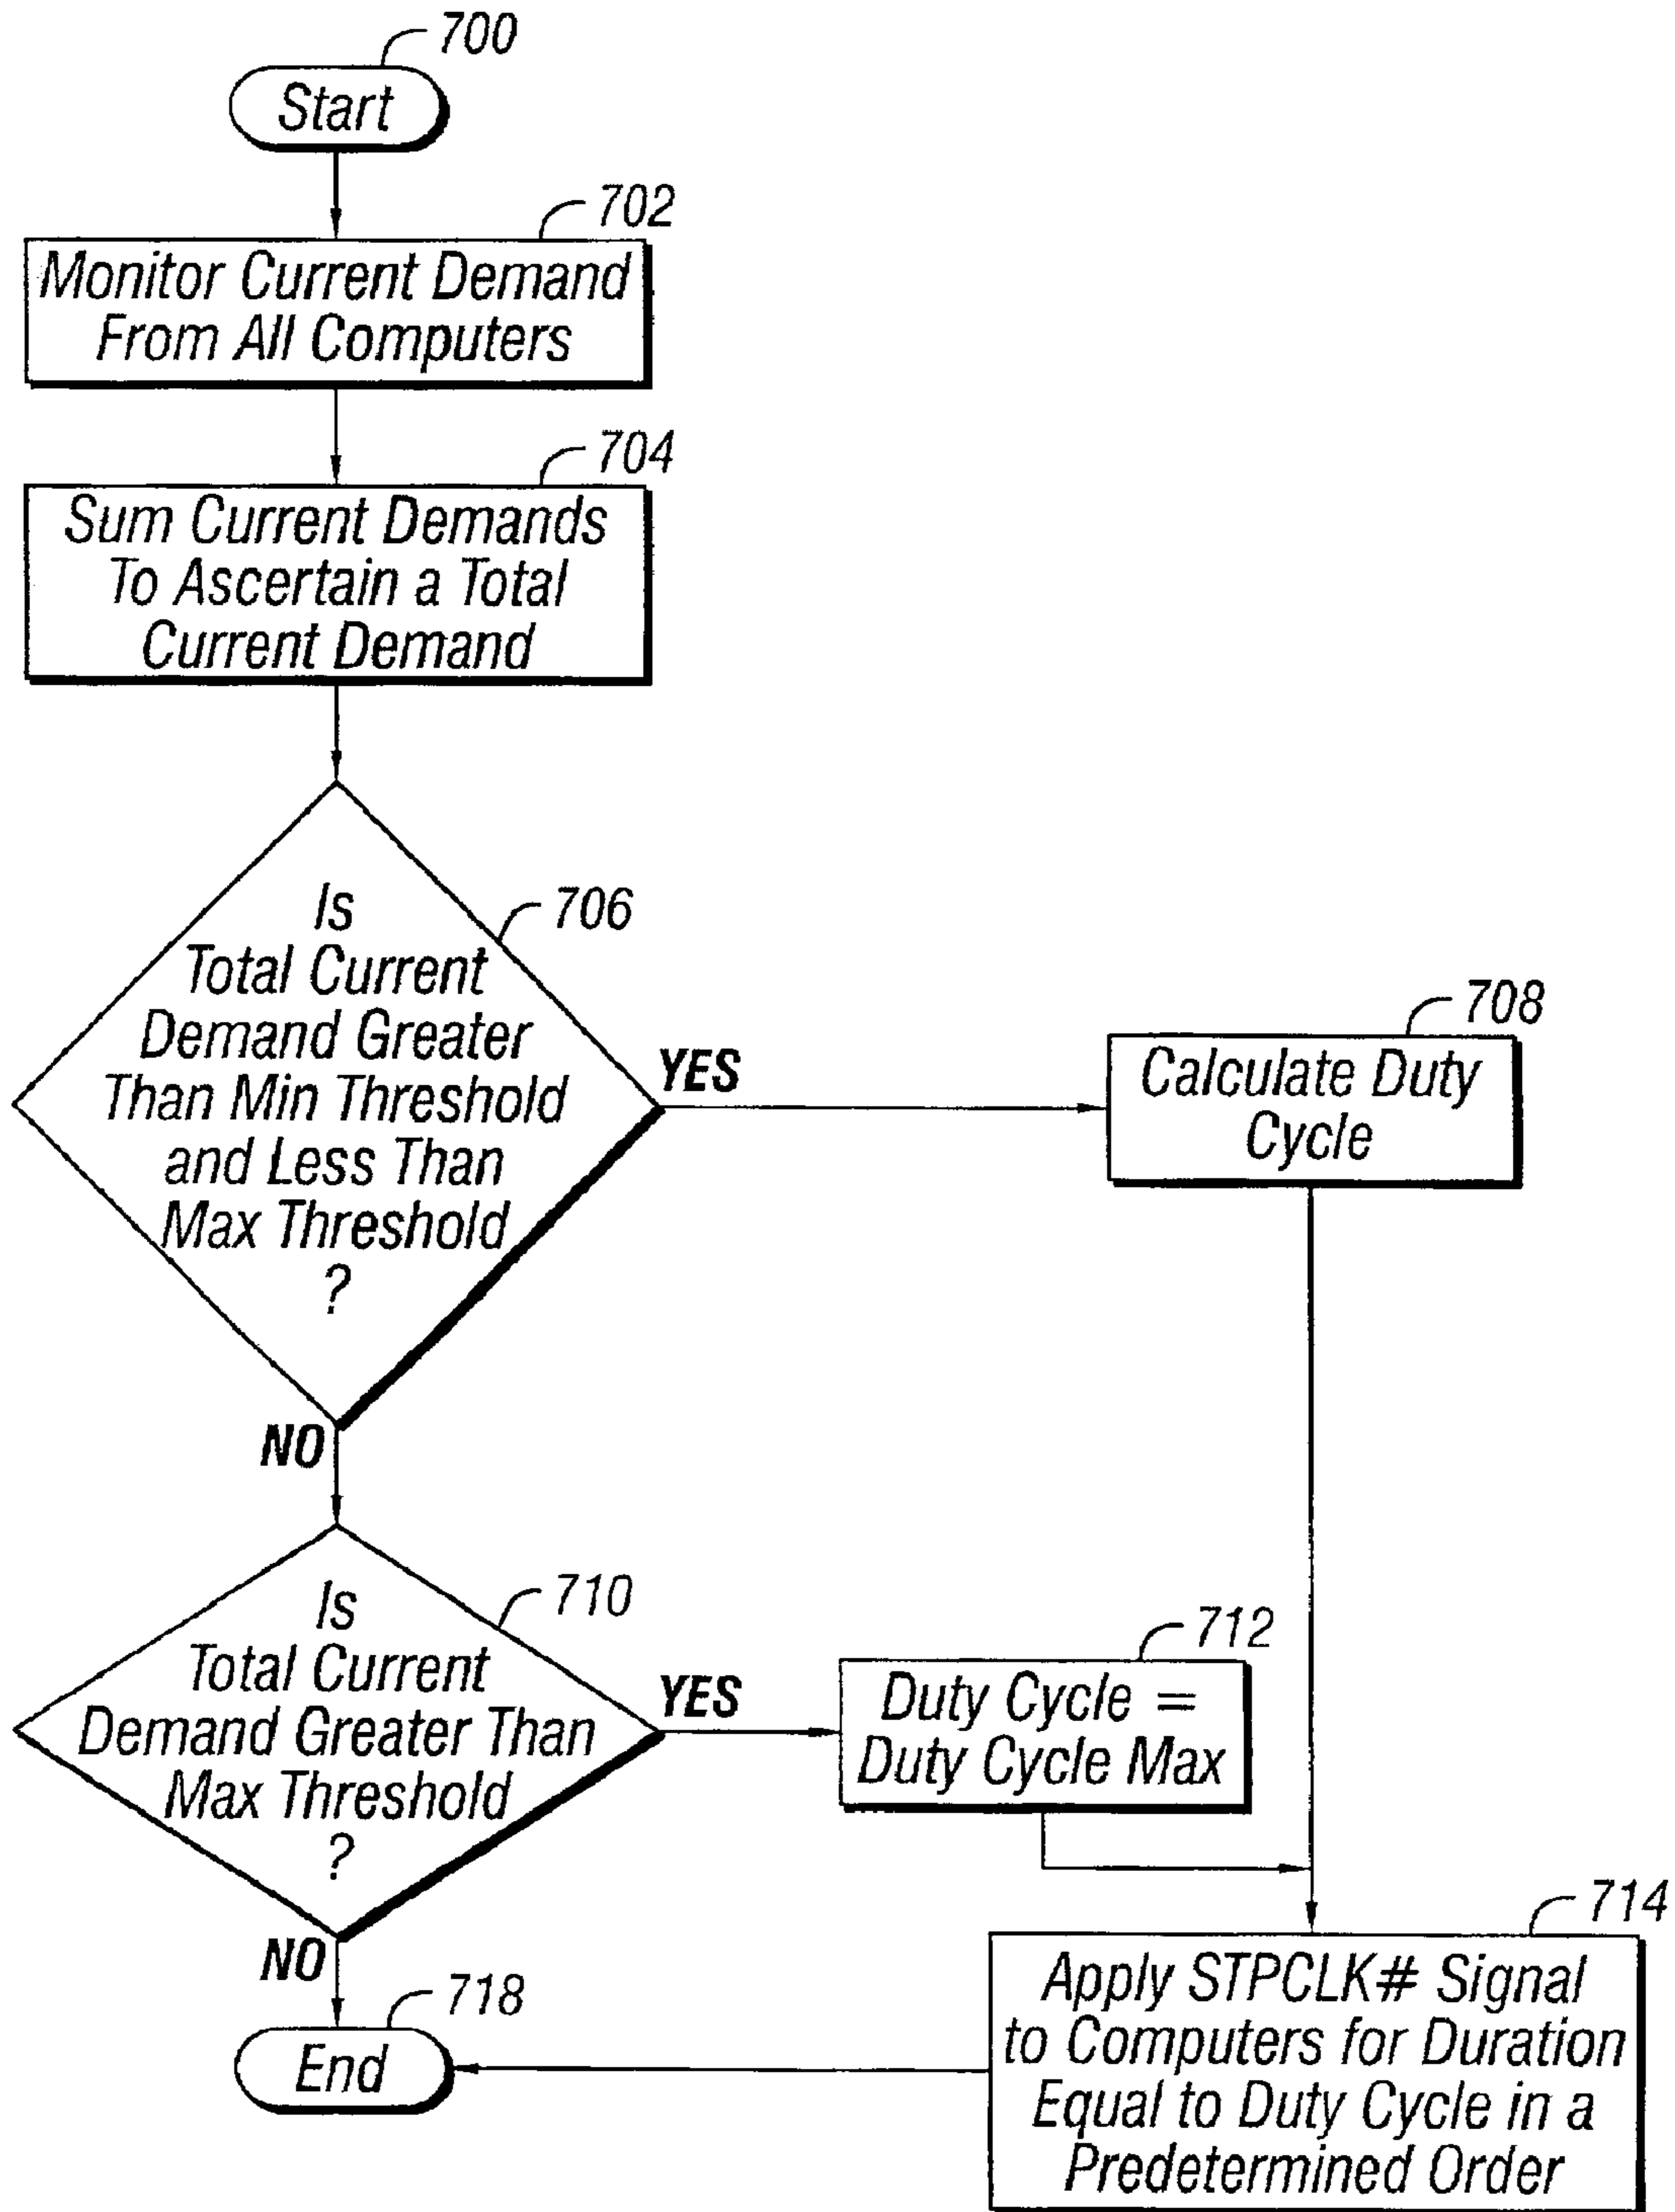 700
Start
702
Monitor Current Demand
From All Computers
704
Sum Current Demands
To Ascertain a Total
Current Demand
706
Is
Total Current
Demand Greater
Than Min Threshold
and Less Than
Max Threshold
?
YES
NO
708
Calculate Duty
Cycle
710
Is
Total Current
Demand Greater Than
Max Threshold
?
YES
NO
712
Duty Cycle =
Duty Cycle Max
714
Apply STPCLK# Signal
to Computers for Duration
Equal to Duty Cycle in a
Predetermined Order
718
End